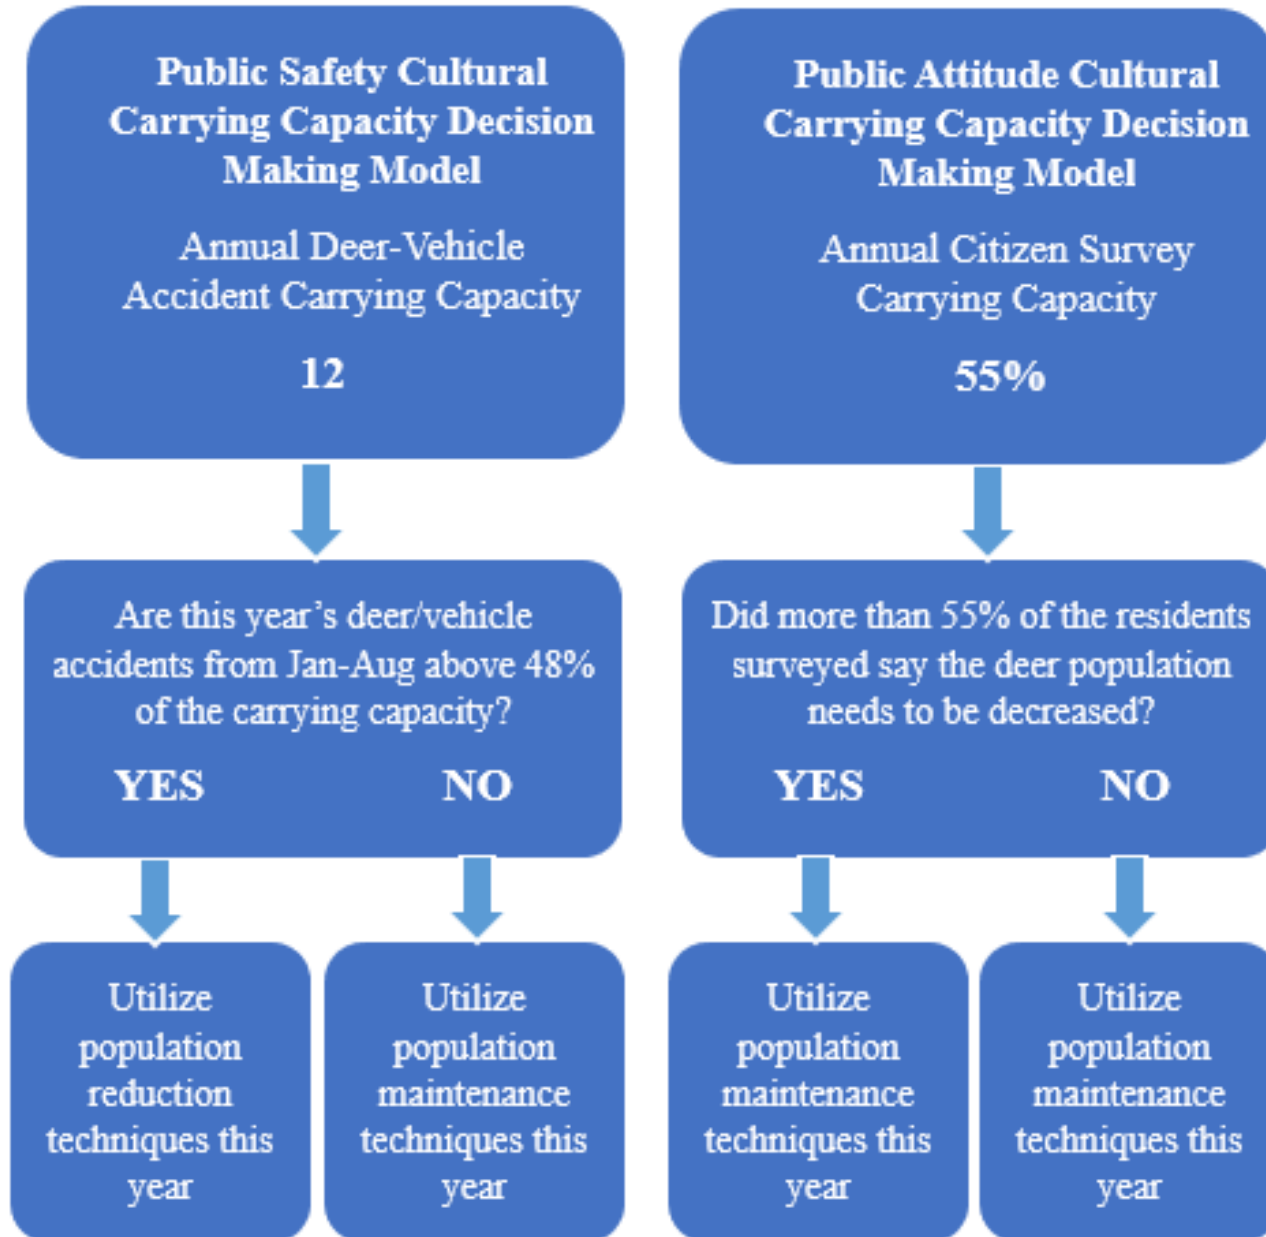 Public Safety Cultural
Carrying Capacity Decision
Making Model
Annual Deer-Vehicle
Accident Carrying Capacity
12
Are this year’s deer/vehicle
accidents from Jan-Aug above 48%
of the carrying capacity?
YES NO
Utilize
population
reduction
techniques this
year
Utilize
population
maintenance
techniques this
year
Public Attitude Cultural
Carrying Capacity Decision
Making Model
Annual Citizen Survey
Carrying Capacity
55%
Did more than 55% of the residents
surveyed say the deer population
needs to be decreased?
YES NO
Utilize
population
maintenance
techniques this
year
Utilize
population
maintenance
techniques this
year